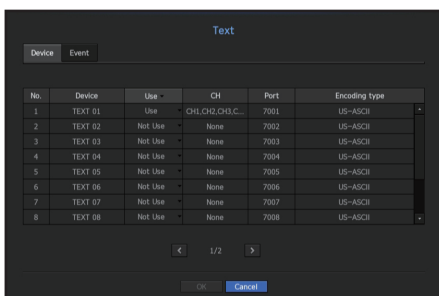 Text
Device Event
No. Device Use CH Port Encoding type
1 TEXT 01 Use CH1,CH2,CH3,C... 7001 US-ASCII
2 TEXT 02 Not Use None 7002 US-ASCII
3 TEXT 03 Not Use None 7003 US-ASCII
4 TEXT 04 Not Use None 7004 US-ASCII
5 TEXT 05 Not Use None 7005 US-ASCII
6 TEXT 06 Not Use None 7006 US-ASCII
7 TEXT 07 Not Use None 7007 US-ASCII
8 TEXT 08 Not Use None 7008 US-ASCII
< 1/2 >
OK Cancel